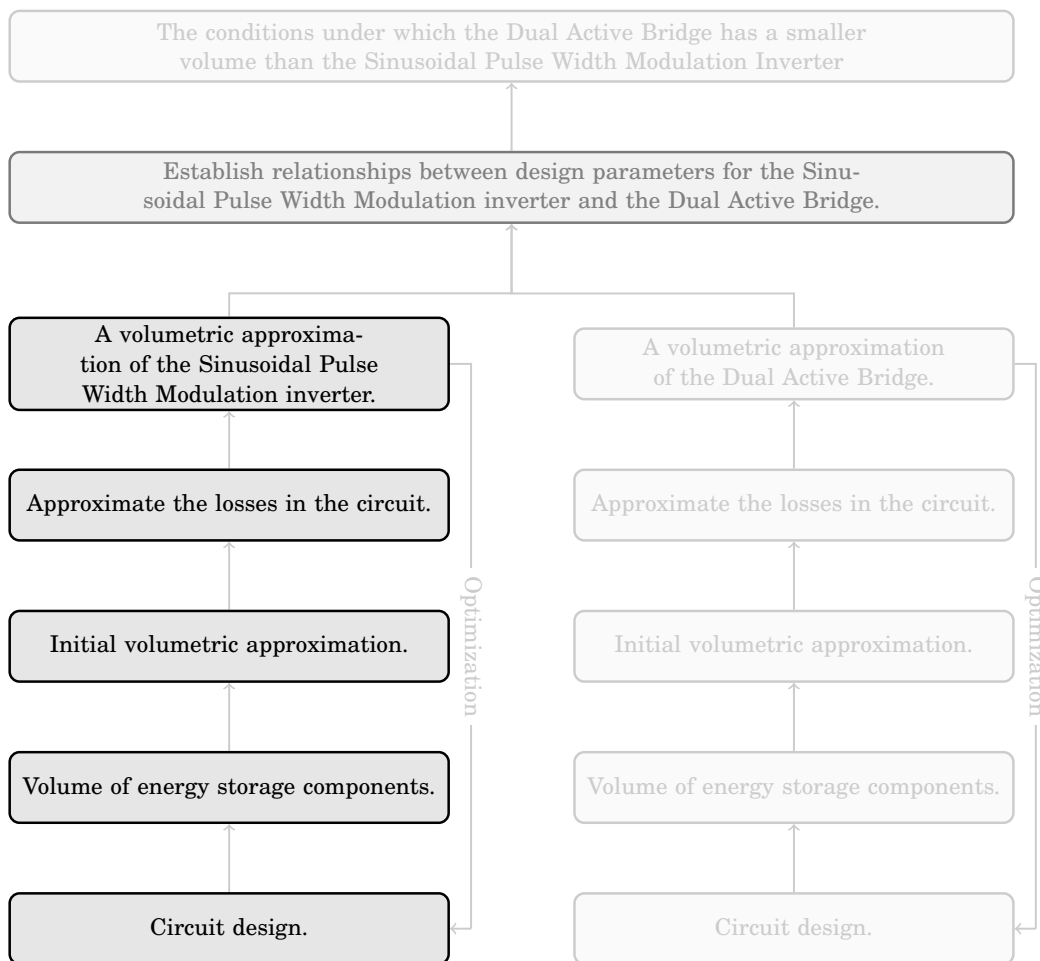 The conditions under which the Dual Active Bridge has a smaller
volume than the Sinusoidal Pulse Width Modulation Inverter
Establish relationships between design parameters for the Sinu-
soidal Pulse Width Modulation inverter and the Dual Active Bridge.
A volumetric approxima-
tion of the Sinusoidal Pulse
Width Modulation inverter.
Approximate the losses in the circuit.
Initial volumetric approximation.
Volume of energy storage components.
Circuit design.
Optimization
A volumetric approximation
of the Dual Active Bridge.
Approximate the losses in the circuit.
Initial volumetric approximation.
Volume of energy storage components.
Circuit design.
Optimization